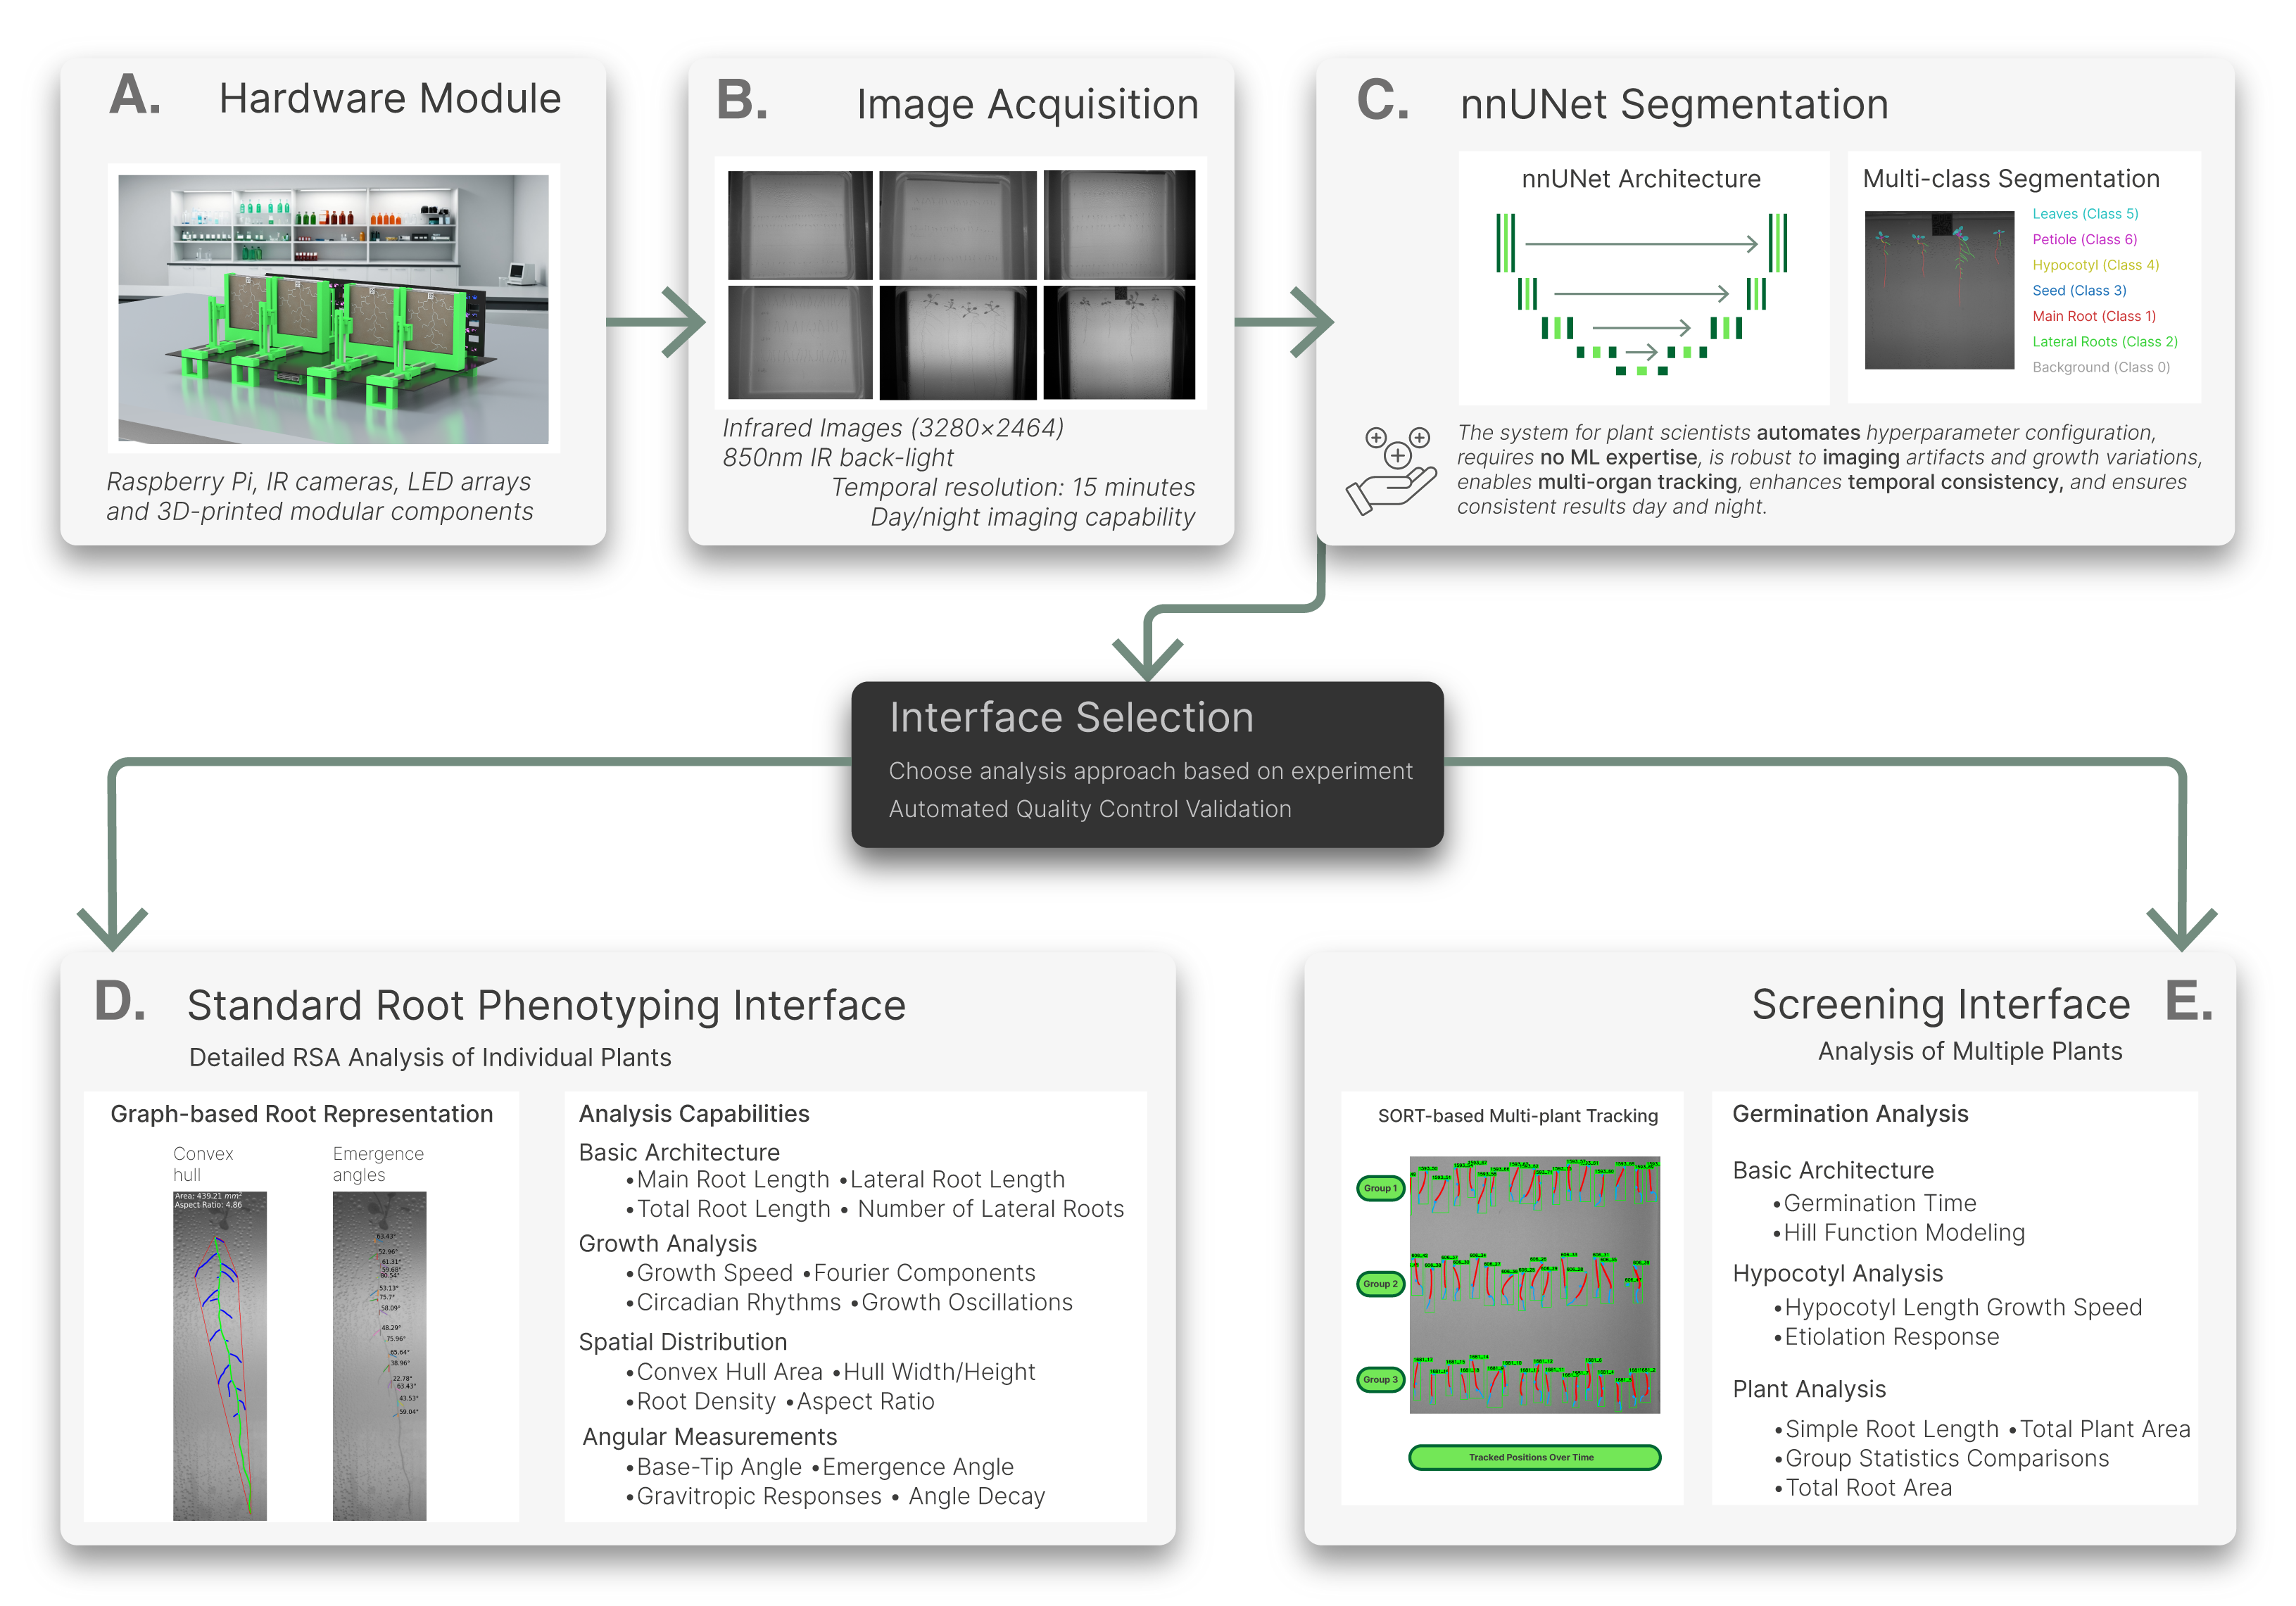 A. Hardware Module
Raspberry Pi, IR cameras, LED arrays
and 3D-printed modular components
B. Image Acquisition
Infrared Images (3280×2464)
850nm IR back-light
Temporal resolution: 15 minutes
Day/night imaging capability
C. nnUNet Segmentation
nnUNet Architecture
Multi-class Segmentation
Leaves (Class 5)
Petiole (Class 6)
Hypocotyl (Class 4)
Seed (Class 3)
Main Root (Class 1)
Lateral Roots (Class 2)
Background (Class 0)
The system for plant scientists automates hyperparameter configuration,
requires no ML expertise, is robust to imaging artifacts and growth variations,
enables multi-organ tracking, enhances temporal consistency, and ensures
consistent results day and night.
Interface Selection
Choose analysis approach based on experiment
Automated Quality Control Validation
D. Standard Root Phenotyping Interface
Detailed RSA Analysis of Individual Plants
Graph-based Root Representation
Convex
hull
Area: 439.21 mm²
Aspect Ratio: 4.86
Emergence
angles
63.43°
52.96°
61.31°
59.68°
80.54°
53.13°
75.7°
58.09°
48.29°
75.96°
65.64°
38.96°
22.78°
63.43°
43.53°
59.04°
Analysis Capabilities
Basic Architecture
•Main Root Length •Lateral Root Length
•Total Root Length • Number of Lateral Roots
Growth Analysis
•Growth Speed •Fourier Components
•Circadian Rhythms •Growth Oscillations
Spatial Distribution
•Convex Hull Area •Hull Width/Height
•Root Density •Aspect Ratio
Angular Measurements
•Base-Tip Angle •Emergence Angle
•Gravitropic Responses • Angle Decay
Screening Interface E.
Analysis of Multiple Plants
SORT-based Multi-plant Tracking
Group 1
Group 2
Group 3
Tracked Positions Over Time
Germination Analysis
Basic Architecture
•Germination Time
•Hill Function Modeling
Hypocotyl Analysis
•Hypocotyl Length Growth Speed
•Etiolation Response
Plant Analysis
•Simple Root Length •Total Plant Area
•Group Statistics Comparisons
•Total Root Area